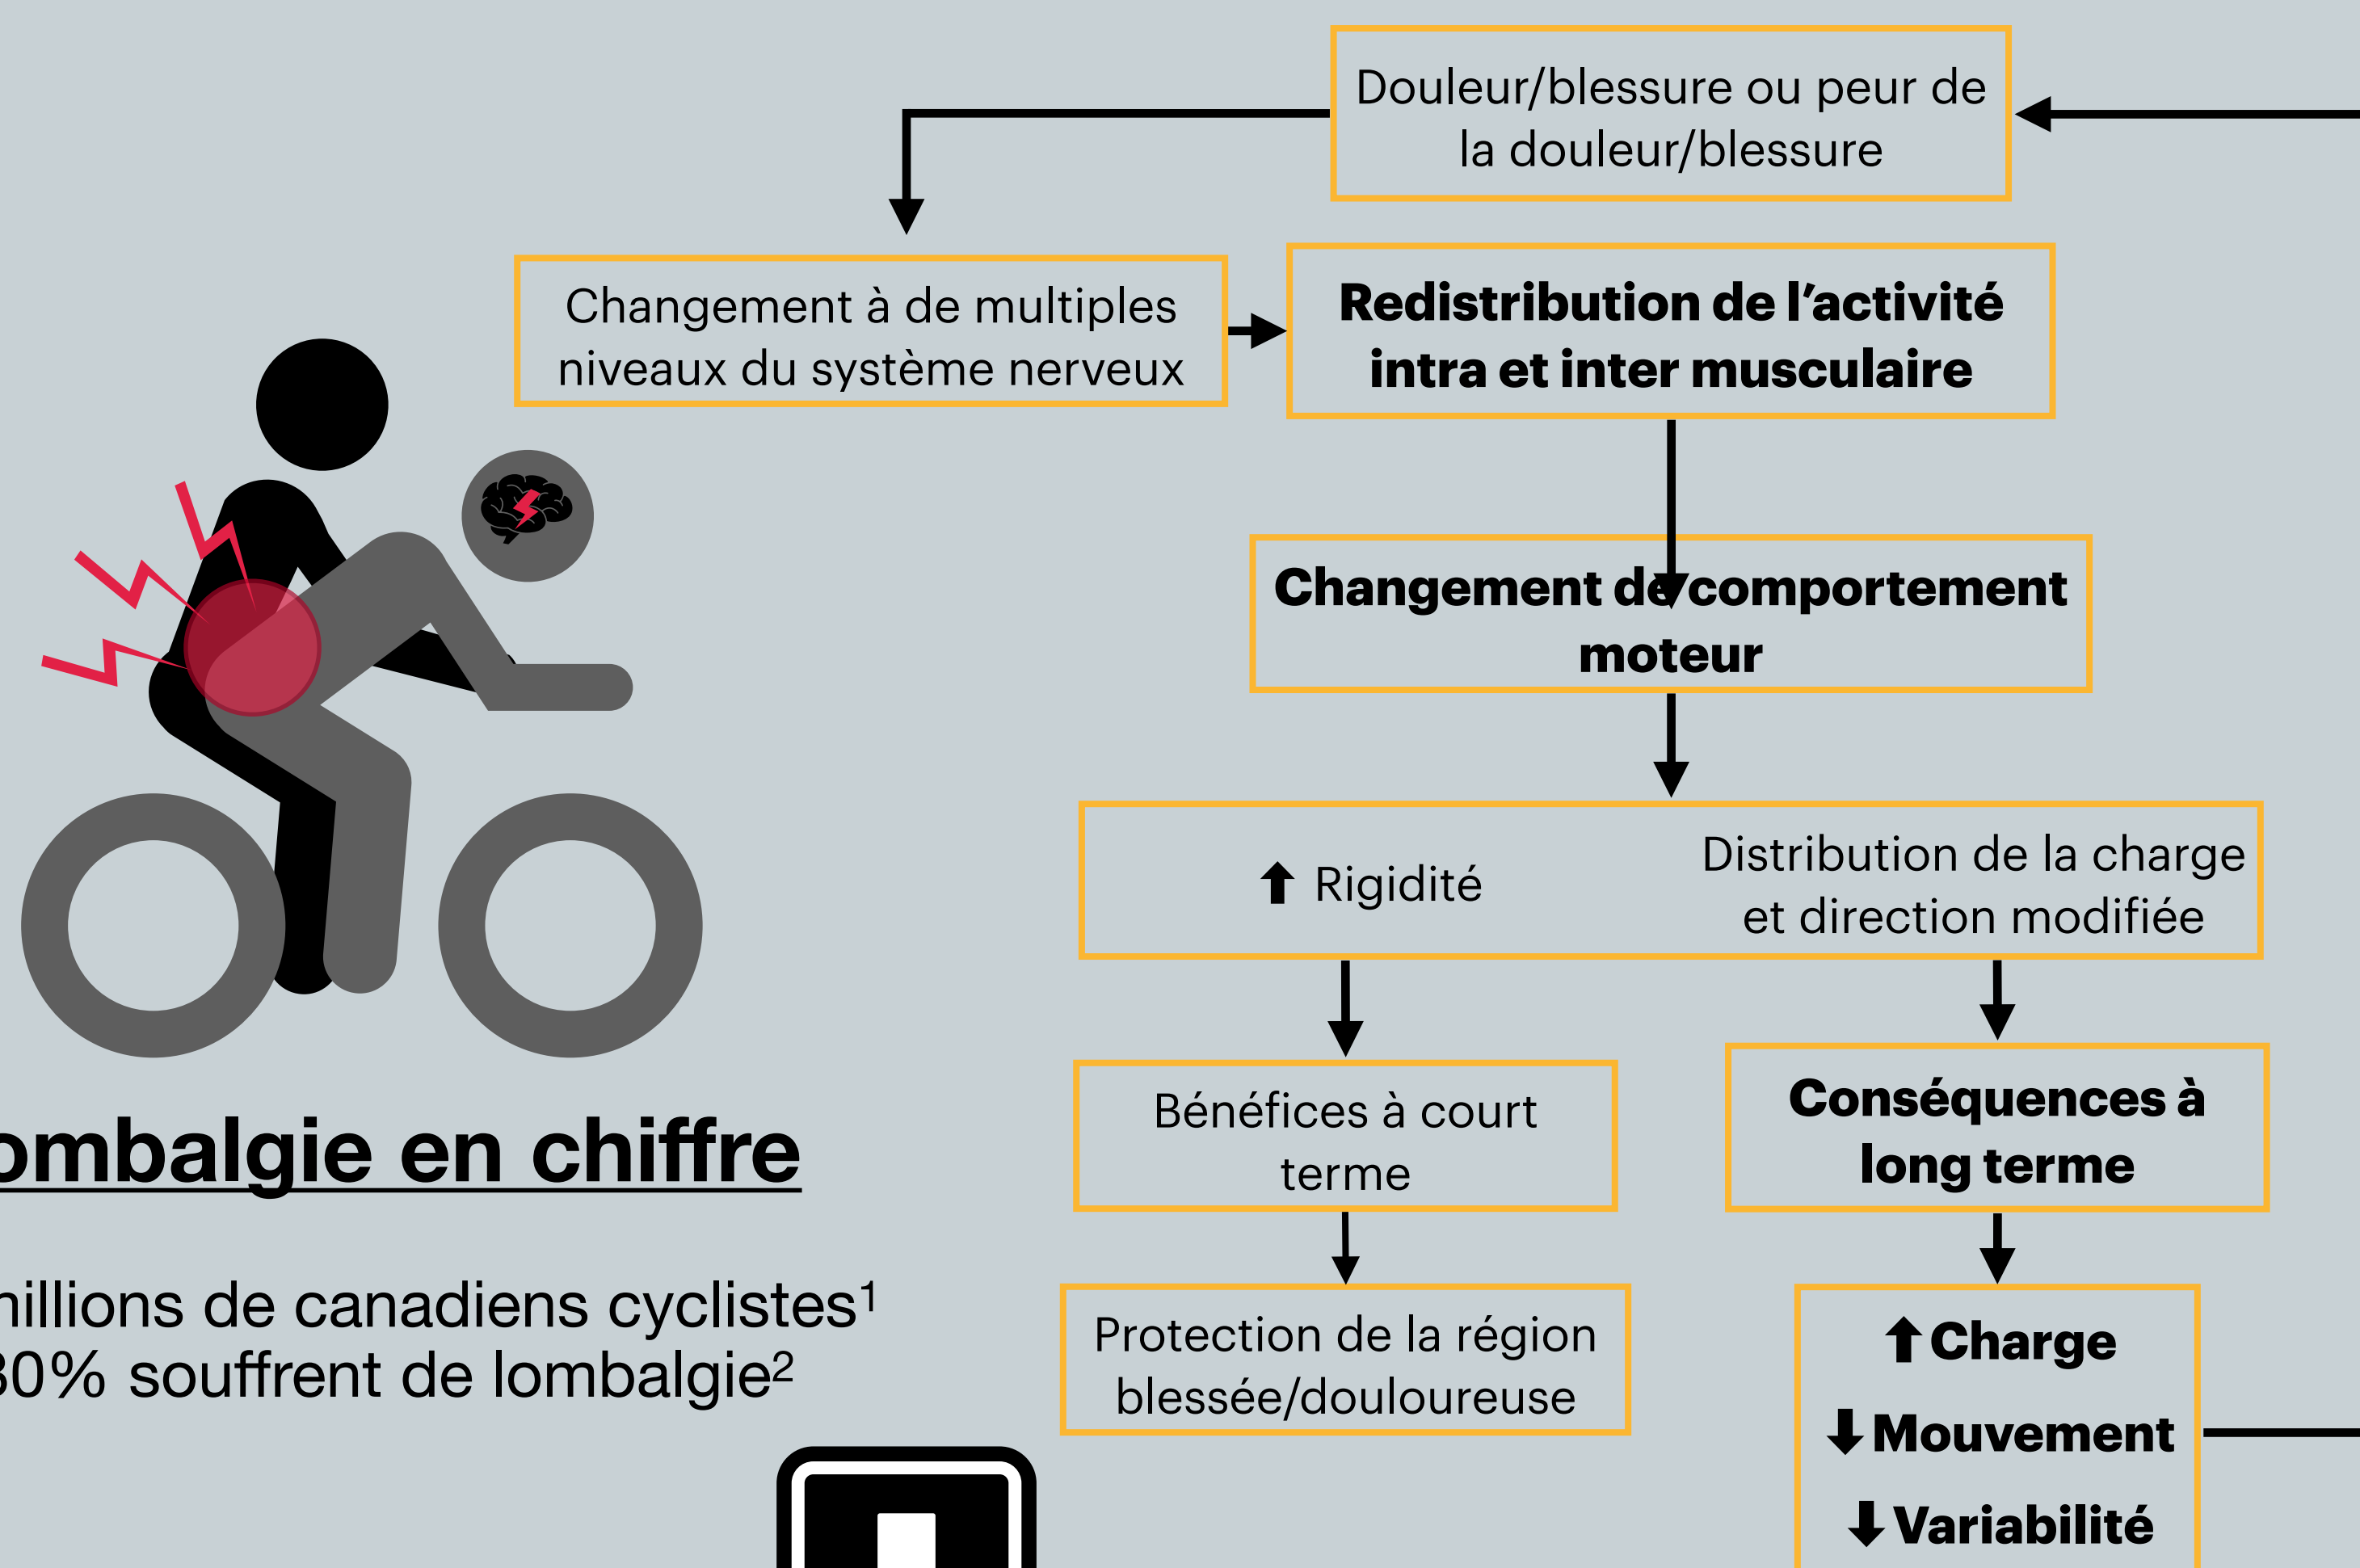 Douleur/blessure ou peur de
la douleur/blessure
Changement à de multiples
niveaux du système nerveux
Redistribution de l'activité
intra et inter musculaire
Changement de comportement
moteur
↑ Rigidité
Distribution de la charge
et direction modifiée
Bénéfices à court
terme
Conséquences à
long terme
Protection de la région
blessée/douloureuse
↑ Charge
↓ Mouvement
↓ Variabilité
en chiffre
de canadiens cyclistes¹
souffrent de lombalgie²